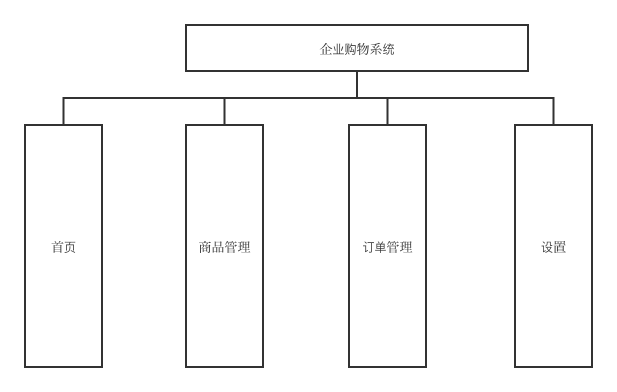 企业购物系统
首页
商品管理
订单管理
设置